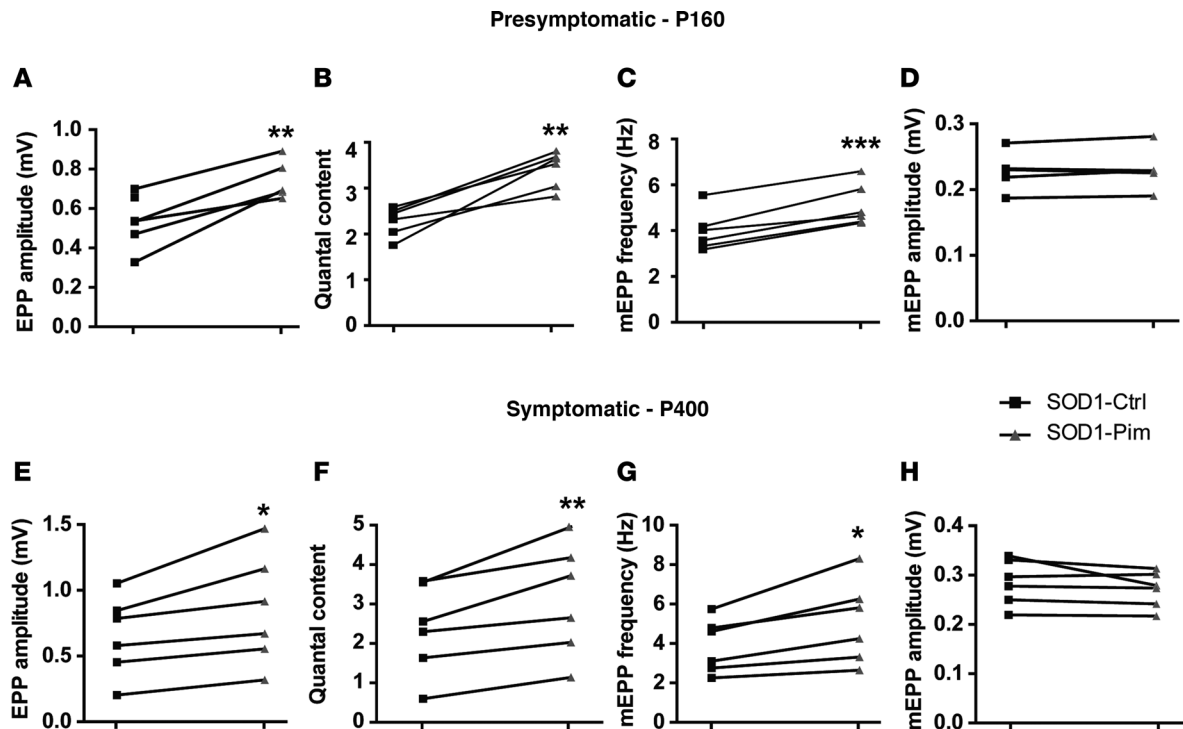 Presymptomatic - P160
A
EPP amplitude (mV)
1.0
0.8
0.6
0.4
0.2
0.0
**
B
Quantal content
4
3
2
1
0
**
C
mEPP frequency (Hz)
8
6
4
2
0
***
D
mEPP amplitude (mV)
0.3
0.2
0.1
0.0
Symptomatic - P400
SOD1-Ctrl
SOD1-Pim
E
EPP amplitude (mV)
1.5
1.0
0.5
0.0
*
F
Quantal content
5
4
3
2
1
0
**
G
mEPP frequency (Hz)
10
8
6
4
2
0
*
H
mEPP amplitude (mV)
0.4
0.3
0.2
0.1
0.0